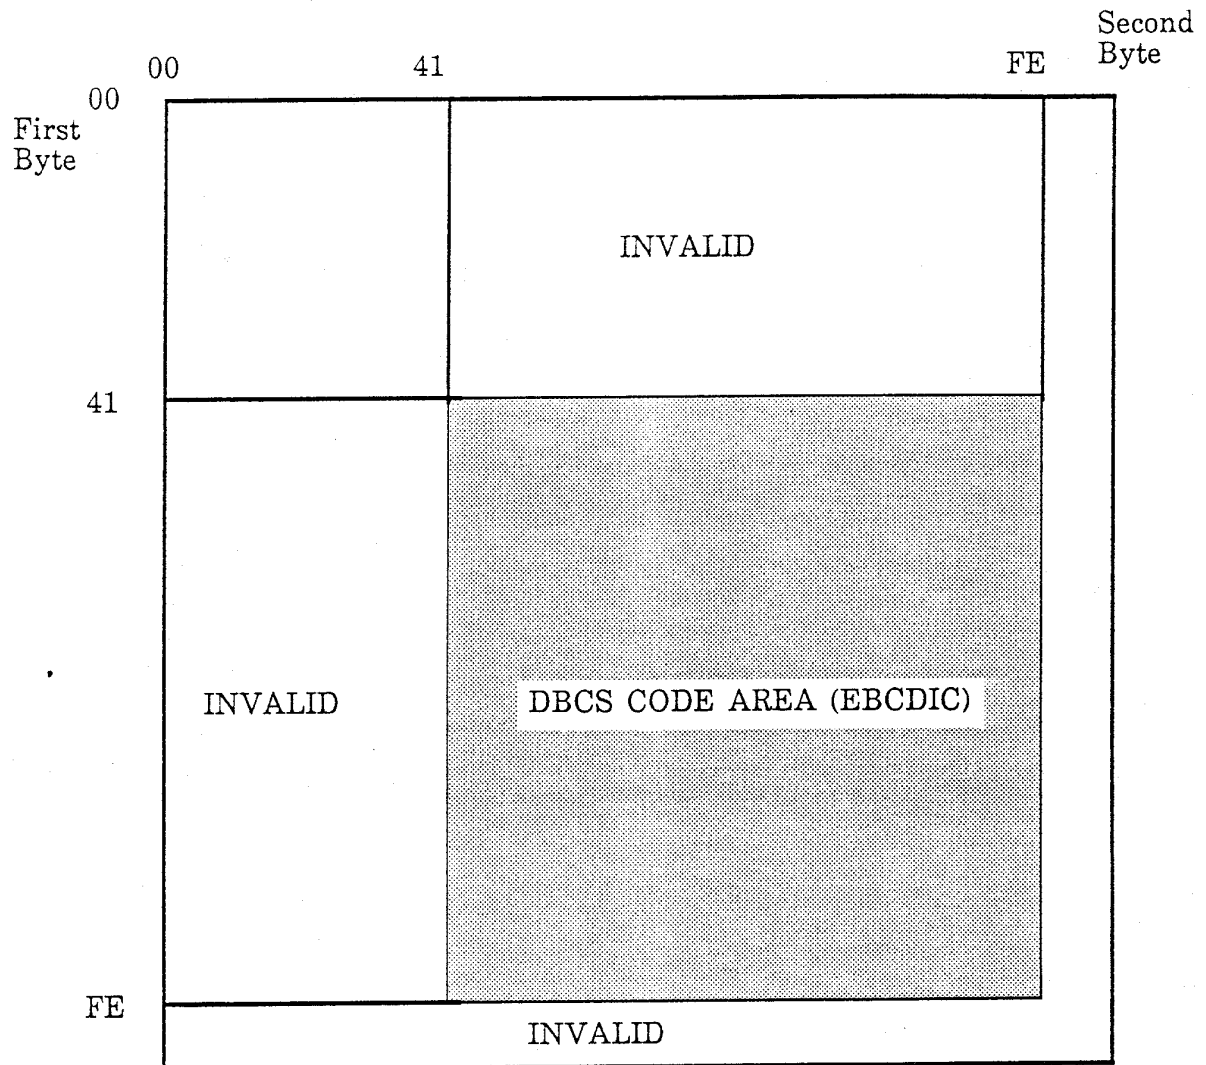 Second
Byte
00 41 FE
00
First
Byte
INVALID
41
INVALID
DBCS CODE AREA (EBCDIC)
FE
INVALID